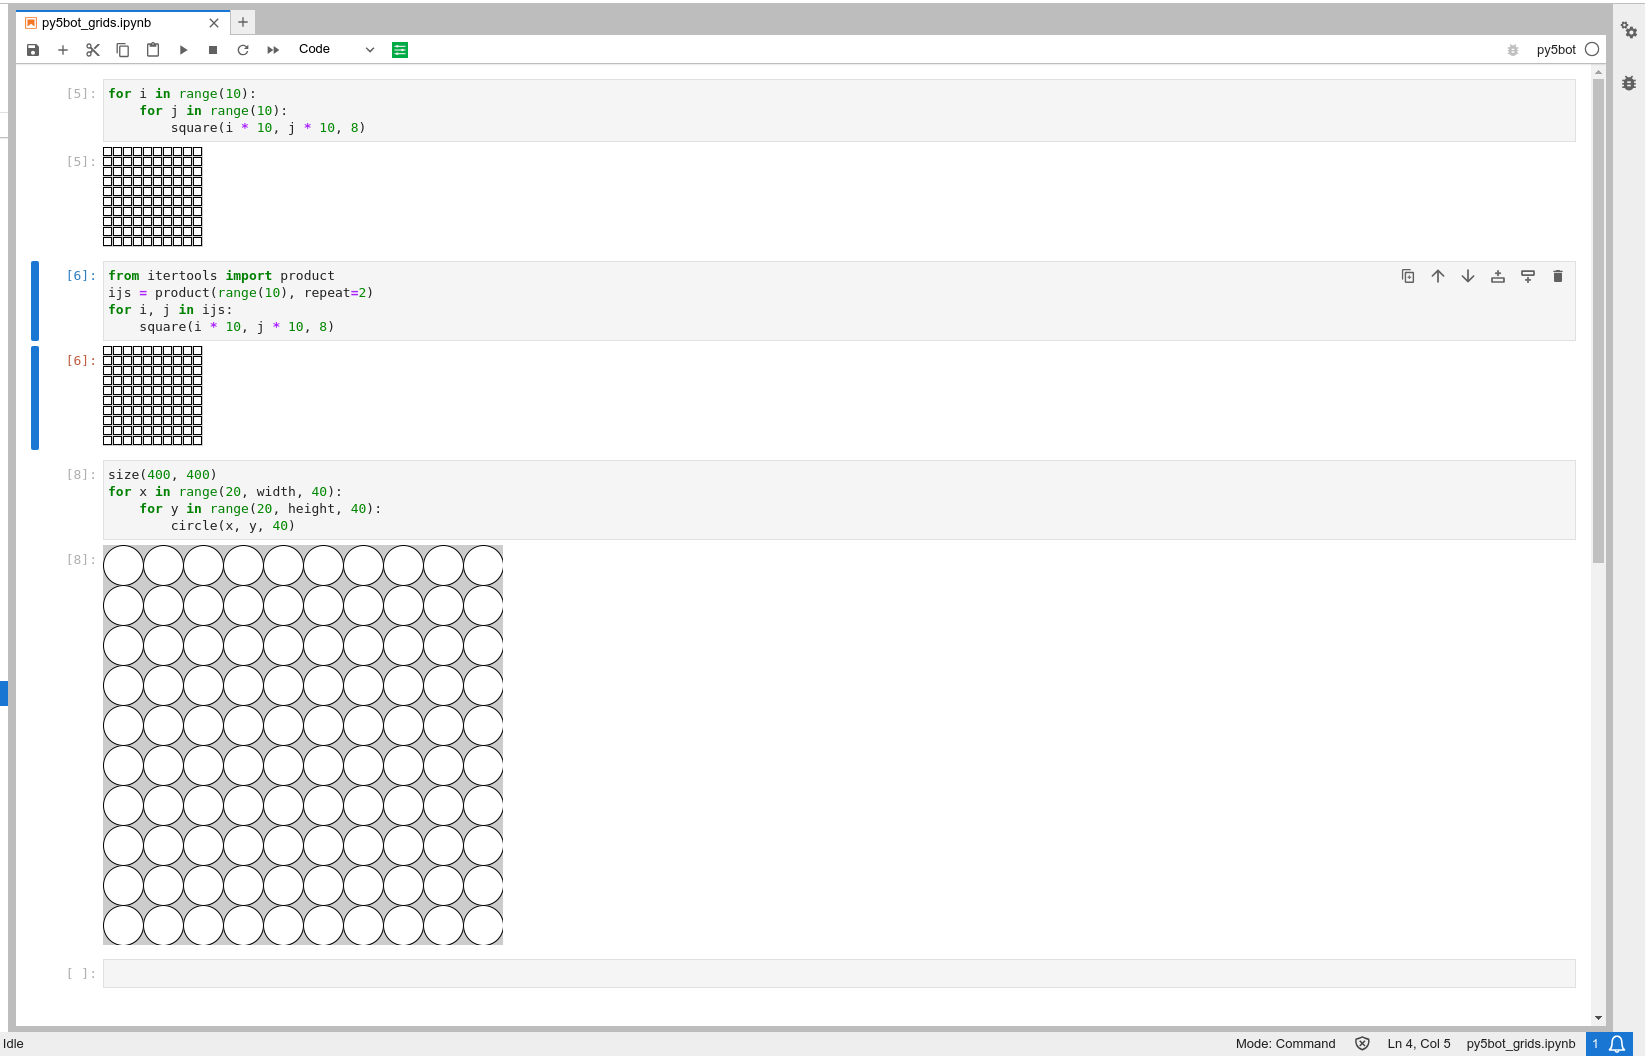 py5bot_grids.ipynb
Code
py5bot
[5]:
for i in range(10):
    for j in range(10):
        square(i * 10, j * 10, 8)
[5]:
[6]:
from itertools import product
ijs = product(range(10), repeat=2)
for i, j in ijs:
    square(i * 10, j * 10, 8)
[6]:
[8]:
size(400, 400)
for x in range(20, width, 40):
    for y in range(20, height, 40):
        circle(x, y, 40)
[8]:
[ ]:
Idle
Mode: Command
Ln 4, Col 5
py5bot_grids.ipynb
1